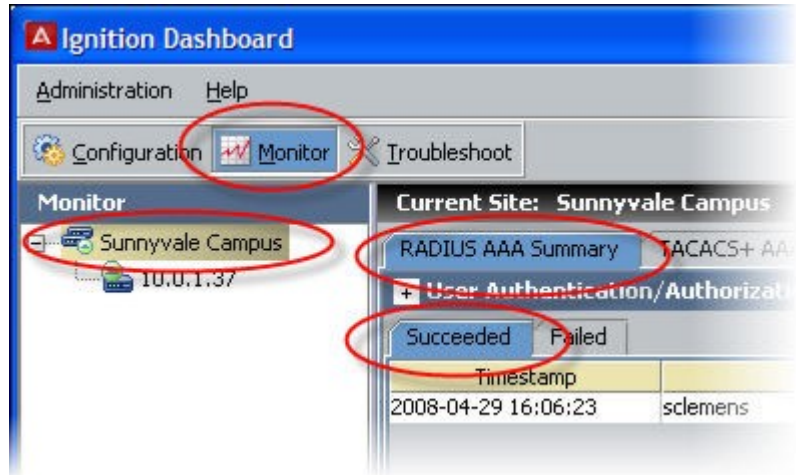 Ignition Dashboard
Administration Help
Configuration Monitor Troubleshoot
Monitor
Current Site: Sunnyvale Campus
Sunnyvale Campus
10.0.1.37
RADIUS AAA Summary TACACS+
User Authentication/
Succeeded Failed
Timestamp
2008-04-29 16:06:23 sclemens